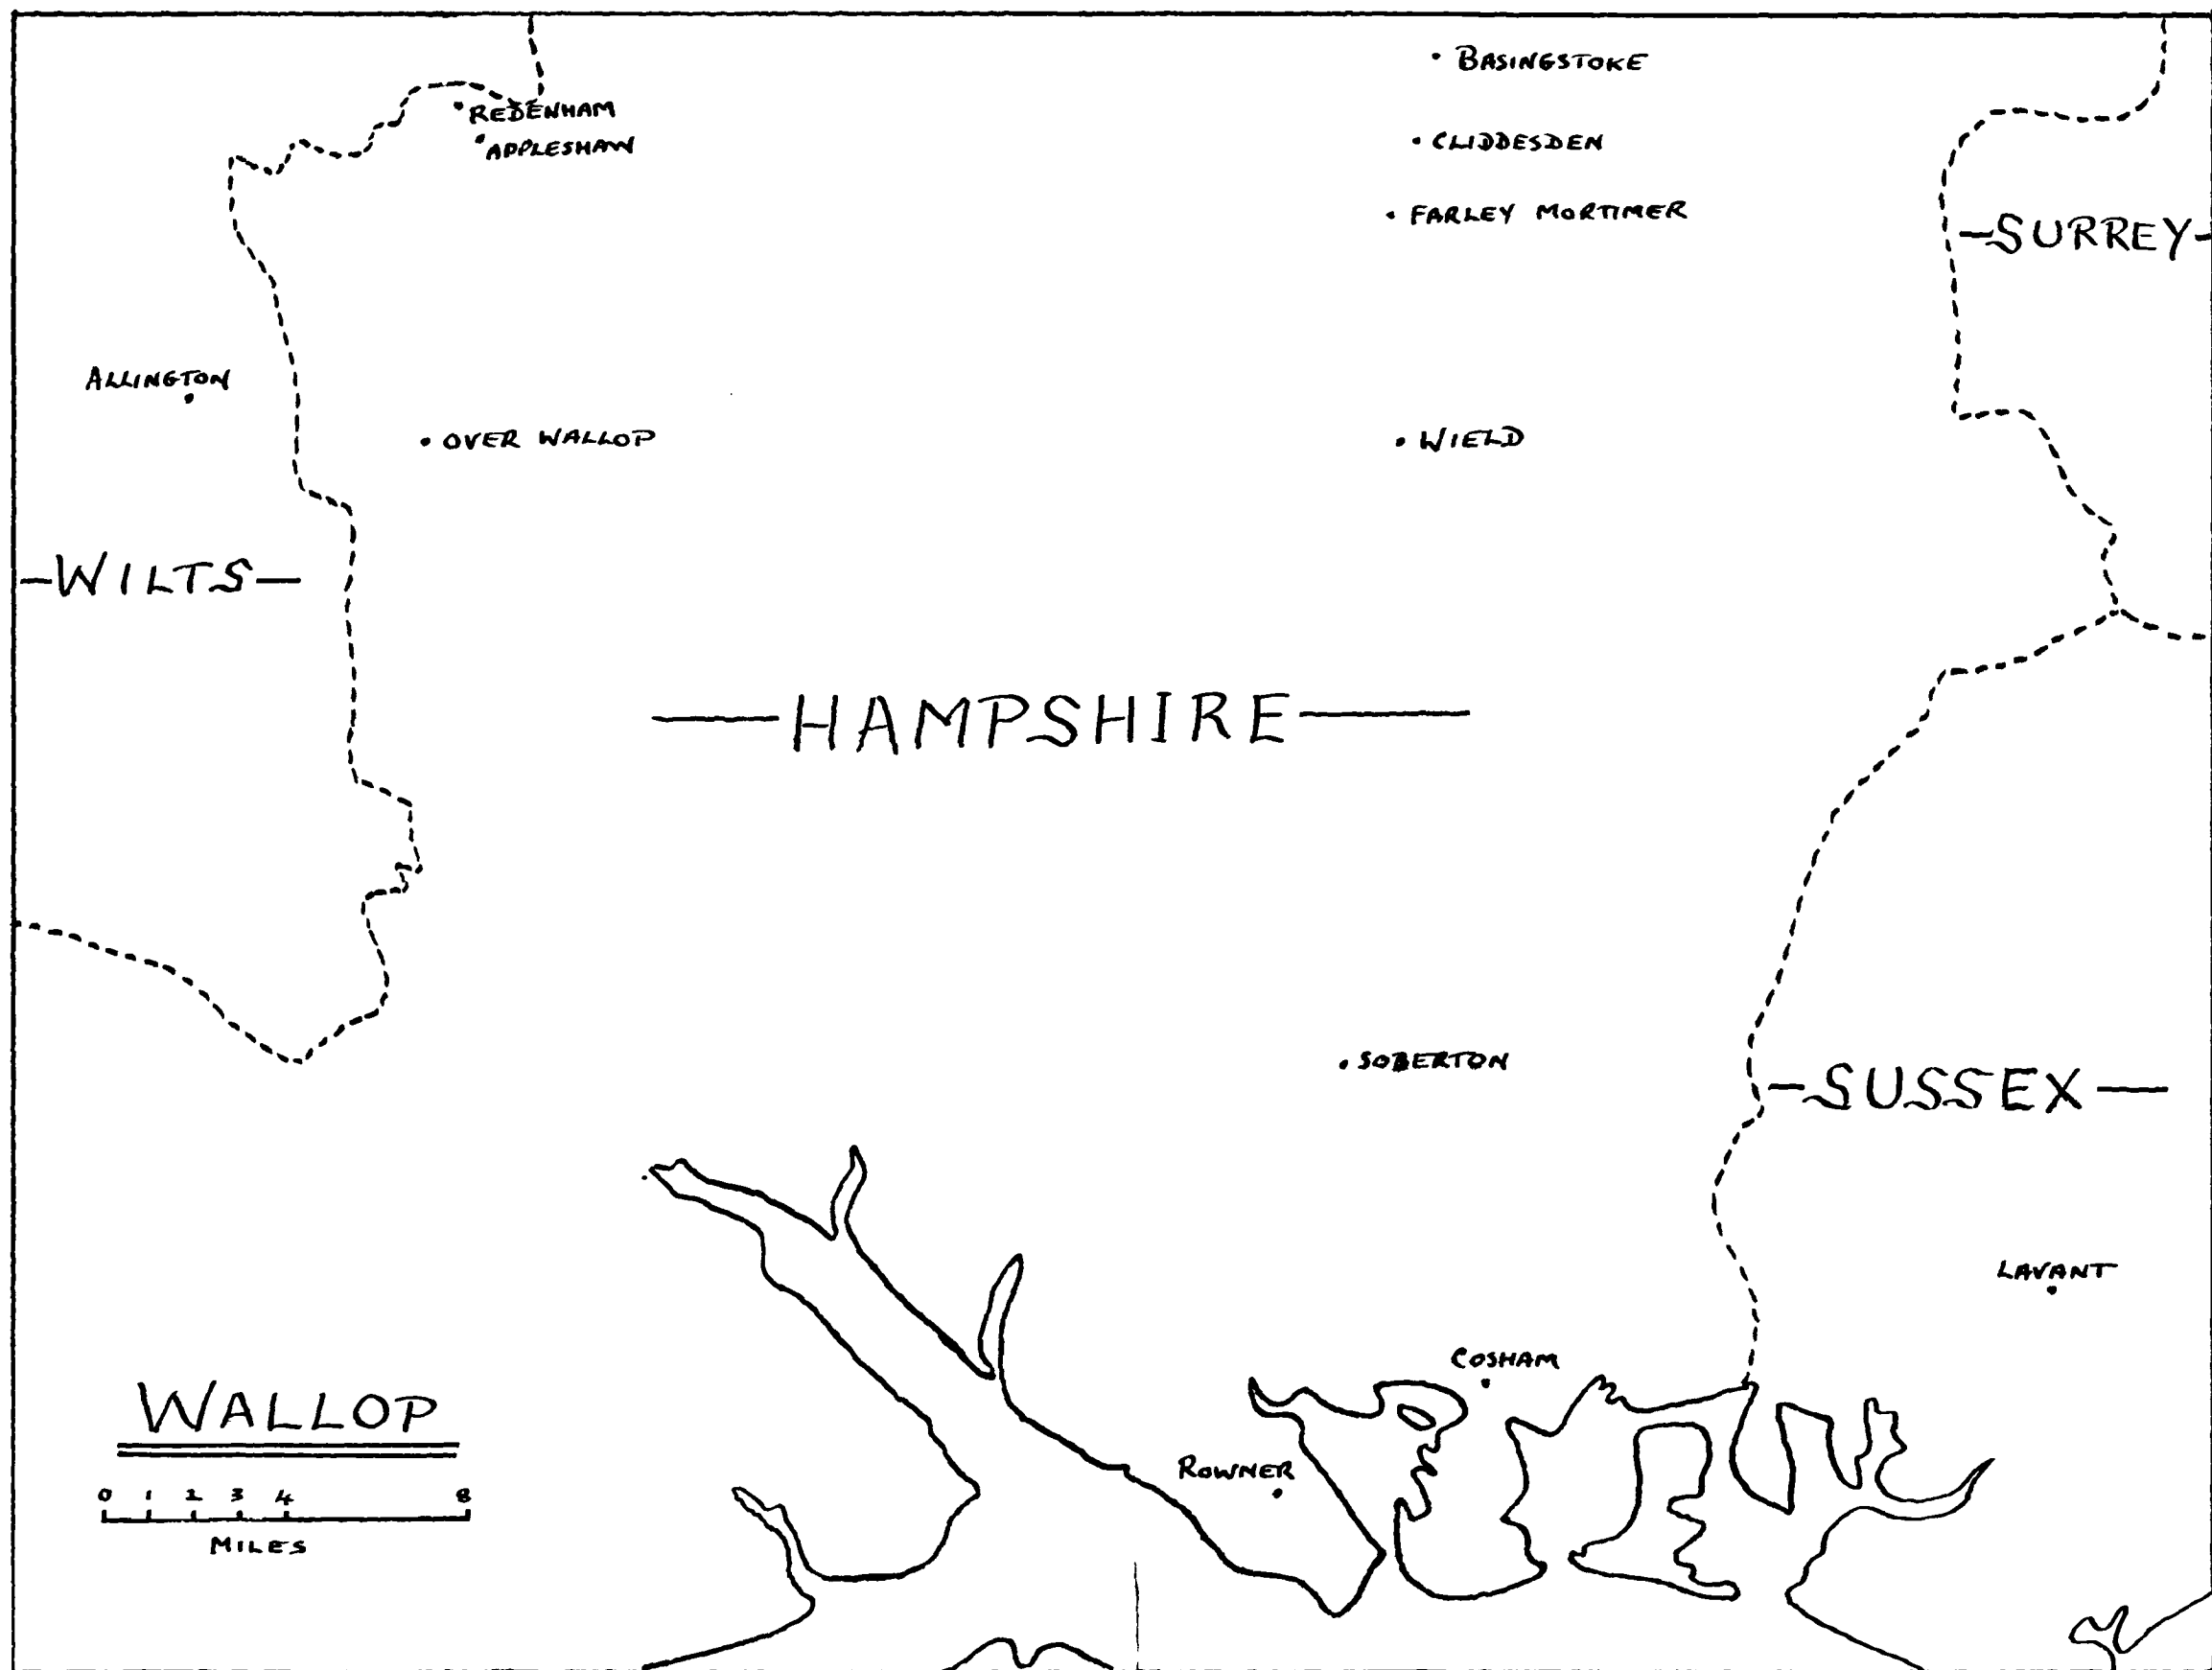 BASINGSTOKE
REDENHAM
APPLESHAW
CLIDDESDEN
FARLEY MORTIMER
SURREY
ALLINGTON
OVER WALLOP
WIELD
WILTS
HAMPSHIRE
SOBERTON
SUSSEX
LAVANT
COSHAM
WALLOP
ROWNER
0 1 2 3 4 8
MILES